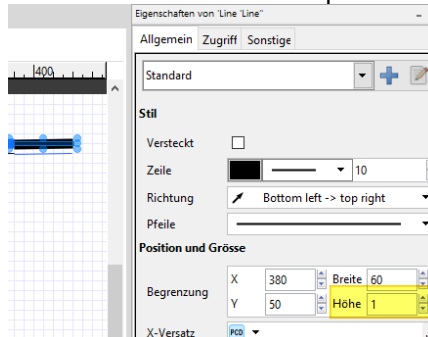 Eigenschaften von 'Line 'Line''
Allgemein Zugriff Sonstige
400
Standard
Stil
Versteckt
Zeile 10
Richtung Bottom left -> top right
Pfeile
Position und Grösse
Begrenzung
X 380 Breite 60
Y 50 Höhe 1
X-Versatz PCD